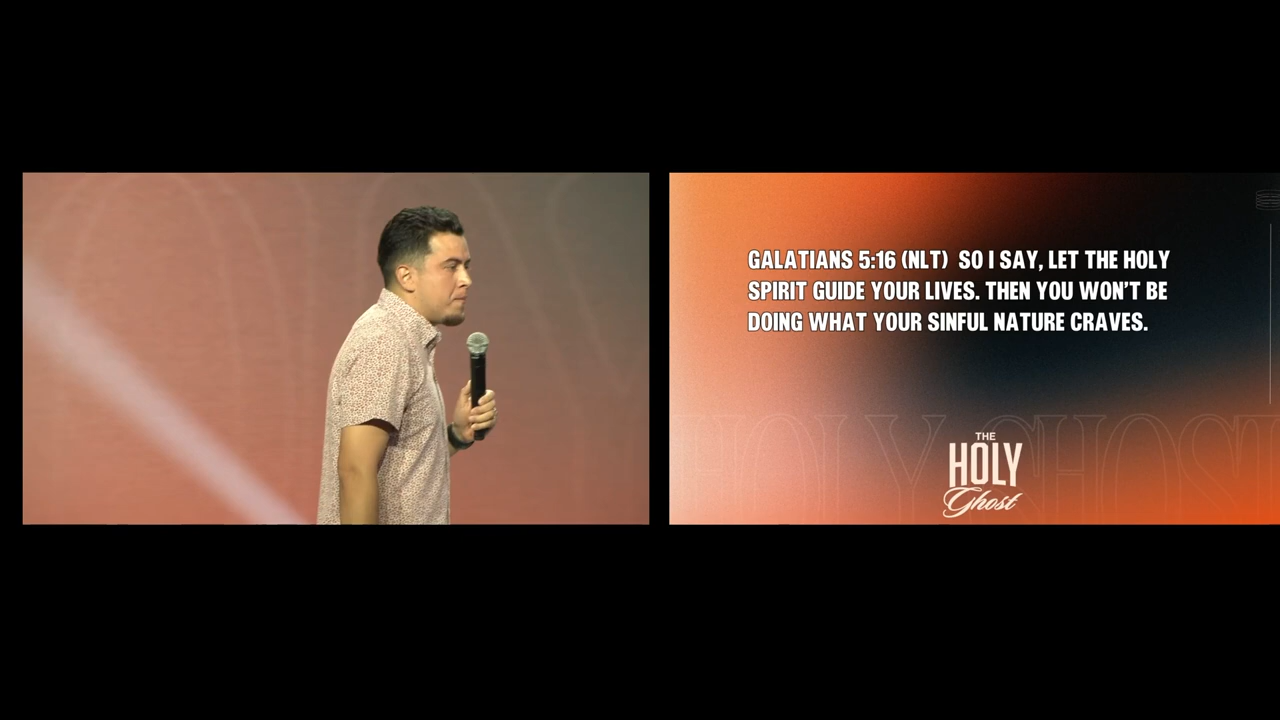 GALATIANS 5:16 (NLT)  SO I SAY, LET THE HOLY
SPIRIT GUIDE YOUR LIVES. THEN YOU WON'T BE
DOING WHAT YOUR SINFUL NATURE CRAVES.
HOLY GHOST
THE
HOLY
Ghost